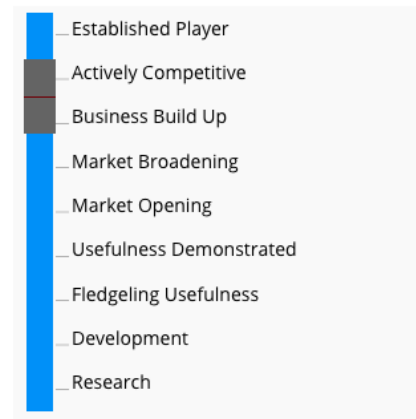 Established Player
Actively Competitive
Business Build Up
Market Broadening
Market Opening
Usefulness Demonstrated
Fledgeling Usefulness
Development
Research